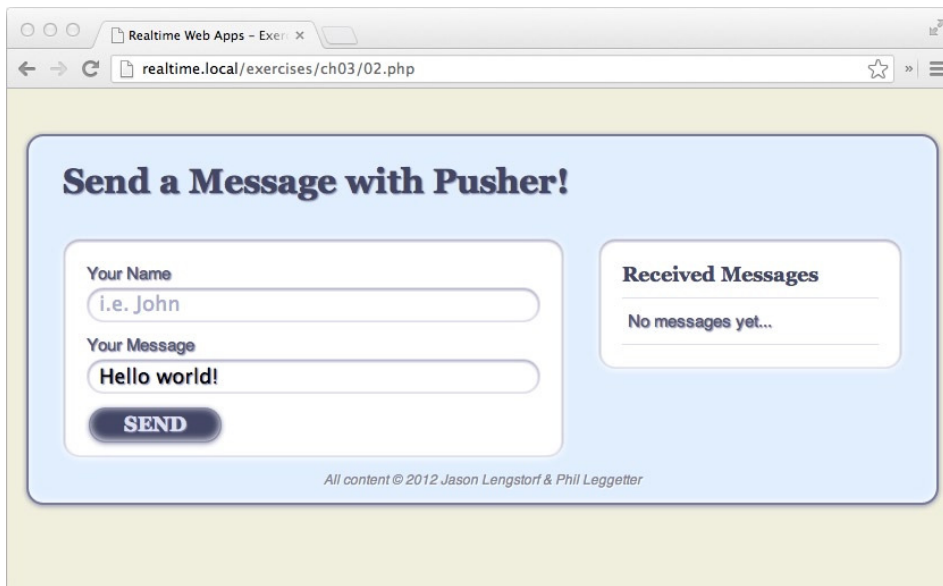 Realtime Web Apps – Exer
realtime.local/exercises/ch03/02.php
Send a Message with Pusher!
Your Name
i.e. John
Your Message
Hello world!
SEND
Received Messages
No messages yet...
All content © 2012 Jason Lengstorf & Phil Leggetter